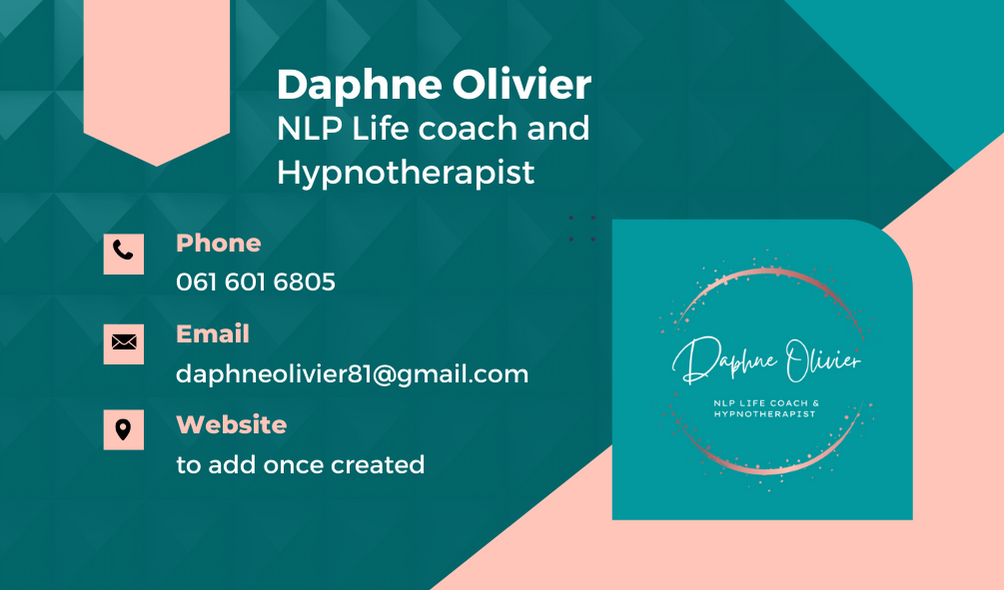 Daphne Olivier
NLP Life coach and
Hypnotherapist
Phone
061 601 6805
Email
daphneolivier81@gmail.com
Website
to add once created
Daphne Olivier
NLP LIFE COACH &
HYPNOTHERAPIST